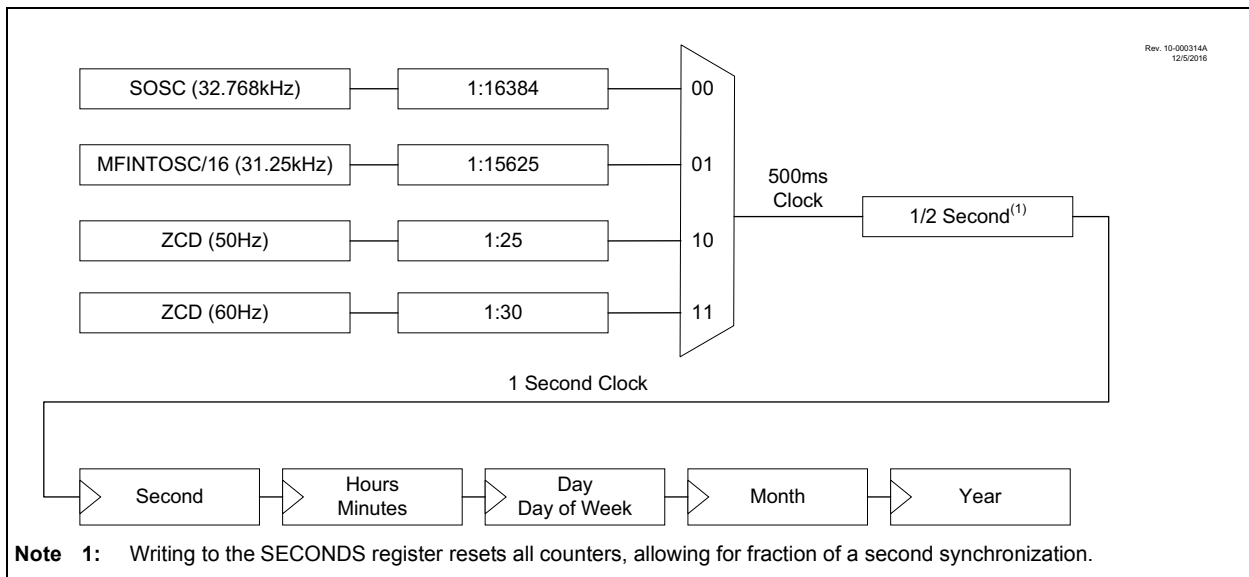 Rev. 10-000314A
12/5/2016
SOSC (32.768kHz)
1:16384
00
MFINTOSC/16 (31.25kHz)
1:15625
01
500ms
Clock
1/2 Second(1)
ZCD (50Hz)
1:25
10
ZCD (60Hz)
1:30
11
1 Second Clock
Second
Hours
Minutes
Day
Day of Week
Month
Year
Note 1: Writing to the SECONDS register resets all counters, allowing for fraction of a second synchronization.